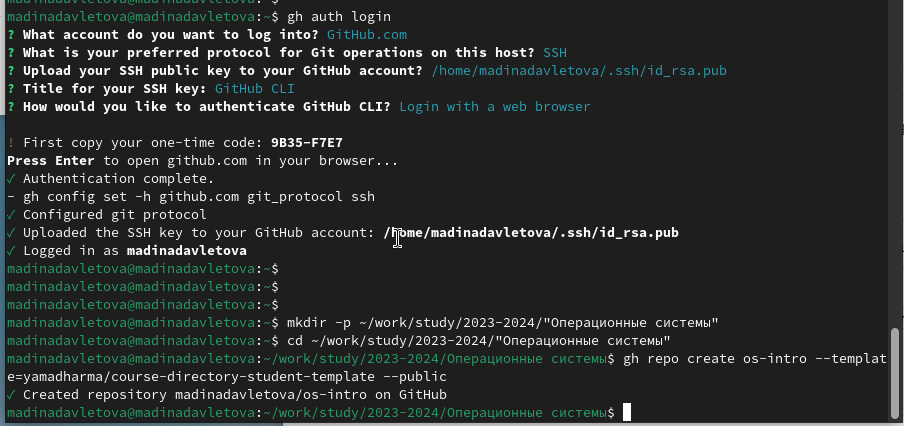 madinadavletova@madinadavletova:~$
madinadavletova@madinadavletova:~$ gh auth login
? What account do you want to log into? GitHub.com
? What is your preferred protocol for Git operations on this host? SSH
? Upload your SSH public key to your GitHub account? /home/madinadavletova/.ssh/id_rsa.pub
? Title for your SSH key: GitHub CLI
? How would you like to authenticate GitHub CLI? Login with a web browser
! First copy your one-time code: 9B35-F7E7
Press Enter to open github.com in your browser...
✓ Authentication complete.
- gh config set -h github.com git_protocol ssh
✓ Configured git protocol
✓ Uploaded the SSH key to your GitHub account: /home/madinadavletova/.ssh/id_rsa.pub
✓ Logged in as madinadavletova
madinadavletova@madinadavletova:~$
madinadavletova@madinadavletova:~$
madinadavletova@madinadavletova:~$
madinadavletova@madinadavletova:~$ mkdir -p ~/work/study/2023-2024/"Операционные системы"
madinadavletova@madinadavletova:~$ cd ~/work/study/2023-2024/"Операционные системы"
madinadavletova@madinadavletova:~/work/study/2023-2024/Операционные системы$ gh repo create os-intro --templat
e=yamadharma/course-directory-student-template --public
✓ Created repository madinadavletova/os-intro on GitHub
madinadavletova@madinadavletova:~/work/study/2023-2024/Операционные системы$